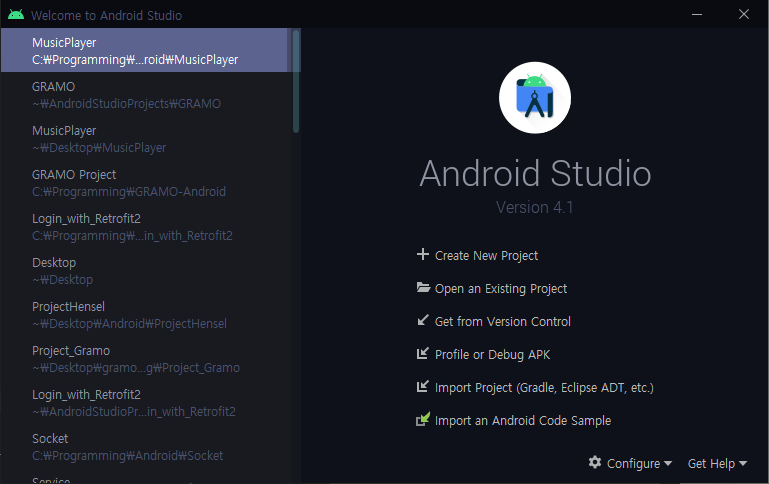 Welcome to Android Studio
MusicPlayer
C:₩Programming₩...roid₩MusicPlayer
GRAMO
~₩AndroidStudioProjects₩GRAMO
MusicPlayer
~₩Desktop₩MusicPlayer
GRAMO Project
C:₩Programming₩GRAMO-Android
Login_with_Retrofit2
C:₩Programming₩...in_with_Retrofit2
Desktop
~₩Desktop
ProjectHensel
~₩Desktop₩Android₩ProjectHensel
Project_Gramo
~₩Desktop₩gramo...g₩Project_Gramo
Login_with_Retrofit2
~₩AndroidStudioPr...in_with_Retrofit2
Socket
C:₩Programming₩Android₩Socket
Service
Android Studio
Version 4.1
Create New Project
Open an Existing Project
Get from Version Control
Profile or Debug APK
Import Project (Gradle, Eclipse ADT, etc.)
Import an Android Code Sample
Configure
Get Help